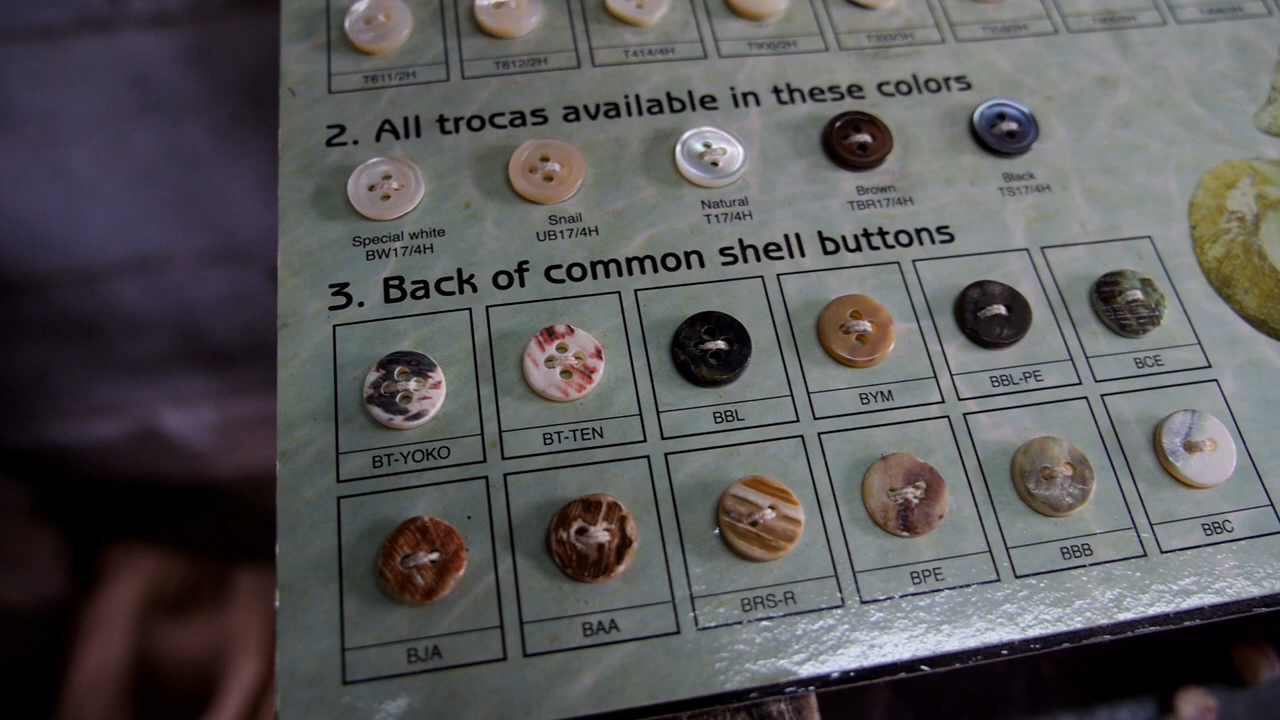 T611/2H
T612/2H
T414/4H
T900/2H
2. All trocas available in these colors
Special white
BW17/4H
Snail
UB17/4H
Natural
T17/4H
Brown
TBR17/4H
Black
TS17/4H
3. Back of common shell buttons
BT-YOKO
BT-TEN
BBL
BYM
BBL-PE
BCE
BJA
BAA
BRS-R
BPE
BBB
BBC